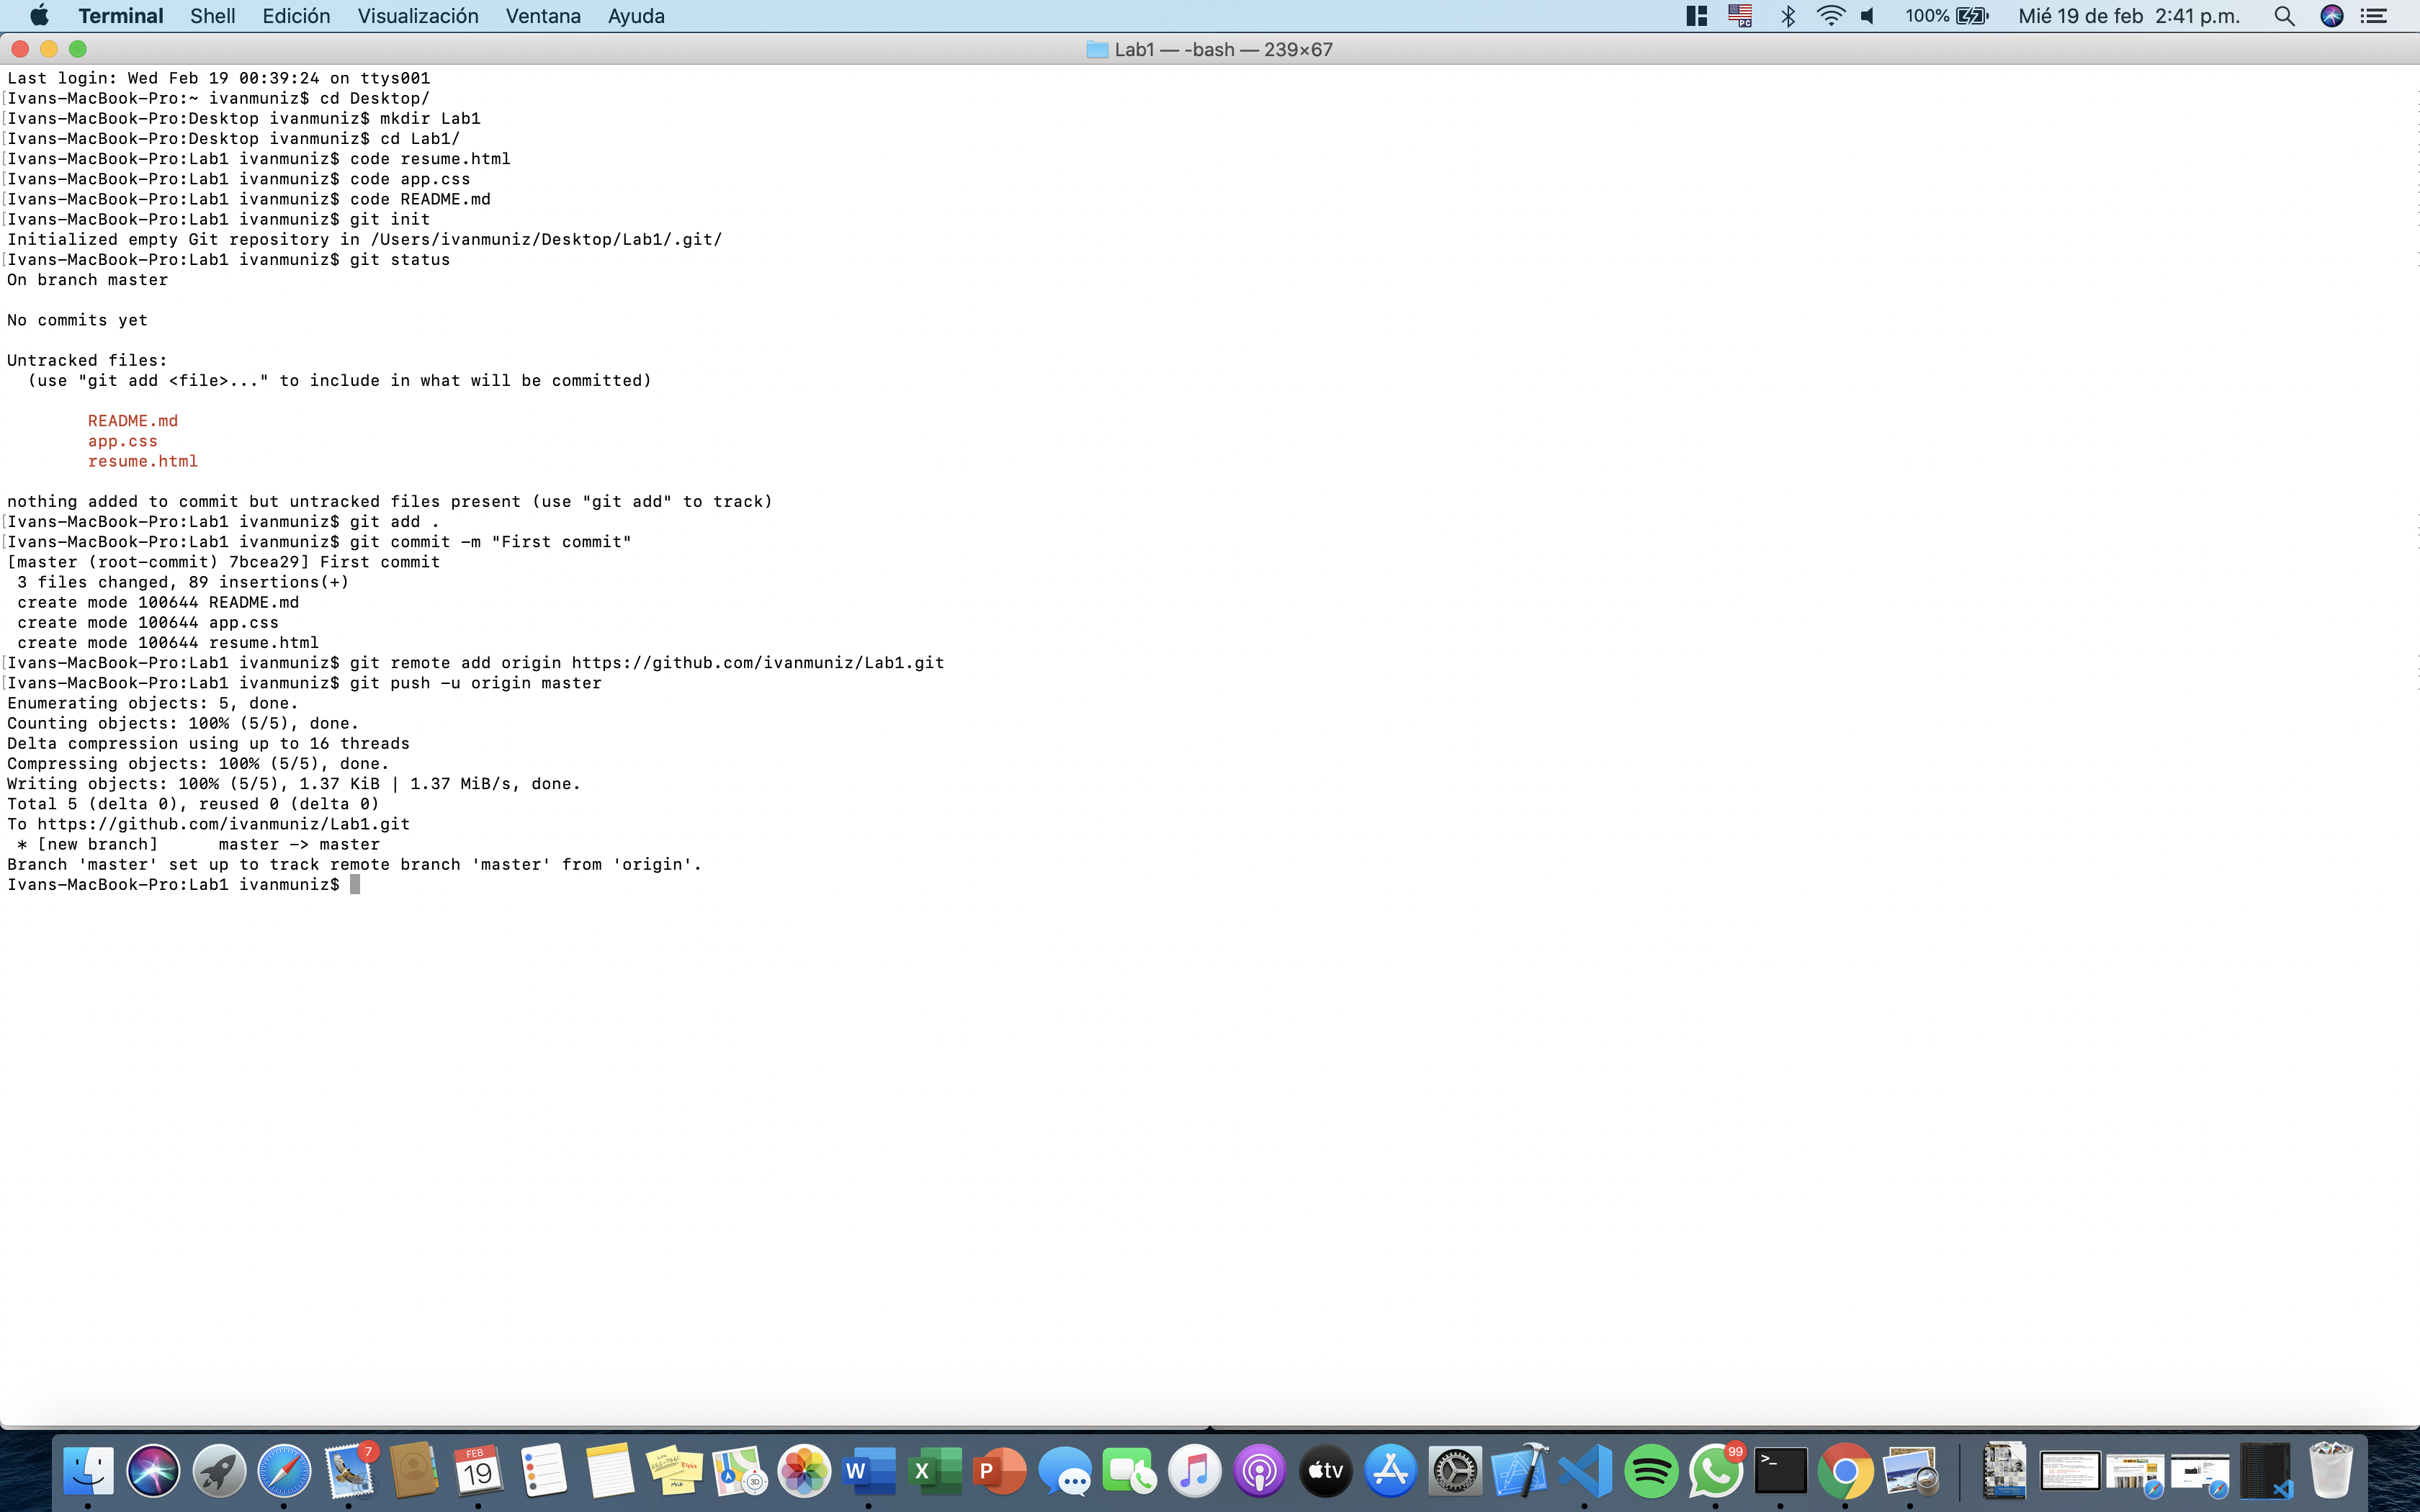 Terminal Shell Edición Visualización Ventana Ayuda 100% Mié 19 de feb 2:41 p.m.
Lab1 — -bash — 239×67
Last login: Wed Feb 19 00:39:24 on ttys001
[Ivans-MacBook-Pro:~ ivanmuniz$ cd Desktop/
[Ivans-MacBook-Pro:Desktop ivanmuniz$ mkdir Lab1
[Ivans-MacBook-Pro:Desktop ivanmuniz$ cd Lab1/
[Ivans-MacBook-Pro:Lab1 ivanmuniz$ code resume.html
[Ivans-MacBook-Pro:Lab1 ivanmuniz$ code app.css
[Ivans-MacBook-Pro:Lab1 ivanmuniz$ code README.md
[Ivans-MacBook-Pro:Lab1 ivanmuniz$ git init
Initialized empty Git repository in /Users/ivanmuniz/Desktop/Lab1/.git/
[Ivans-MacBook-Pro:Lab1 ivanmuniz$ git status
On branch master
No commits yet
Untracked files:
(use "git add <file>..." to include in what will be committed)
README.md
app.css
resume.html
nothing added to commit but untracked files present (use "git add" to track)
[Ivans-MacBook-Pro:Lab1 ivanmuniz$ git add .
[Ivans-MacBook-Pro:Lab1 ivanmuniz$ git commit -m "First commit"
[master (root-commit) 7bcea29] First commit
3 files changed, 89 insertions(+)
create mode 100644 README.md
create mode 100644 app.css
create mode 100644 resume.html
[Ivans-MacBook-Pro:Lab1 ivanmuniz$ git remote add origin https://github.com/ivanmuniz/Lab1.git
[Ivans-MacBook-Pro:Lab1 ivanmuniz$ git push -u origin master
Enumerating objects: 5, done.
Counting objects: 100% (5/5), done.
Delta compression using up to 16 threads
Compressing objects: 100% (5/5), done.
Writing objects: 100% (5/5), 1.37 KiB | 1.37 MiB/s, done.
Total 5 (delta 0), reused 0 (delta 0)
To https://github.com/ivanmuniz/Lab1.git
* [new branch] master -> master
Branch 'master' set up to track remote branch 'master' from 'origin'.
Ivans-MacBook-Pro:Lab1 ivanmuniz$
7 FEB 19 W X P tv 99 >_